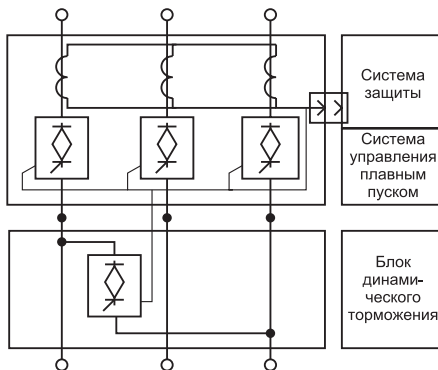 Система
защиты
Система
управления
плавным
пуском
Блок
динами-
ческого
торможения